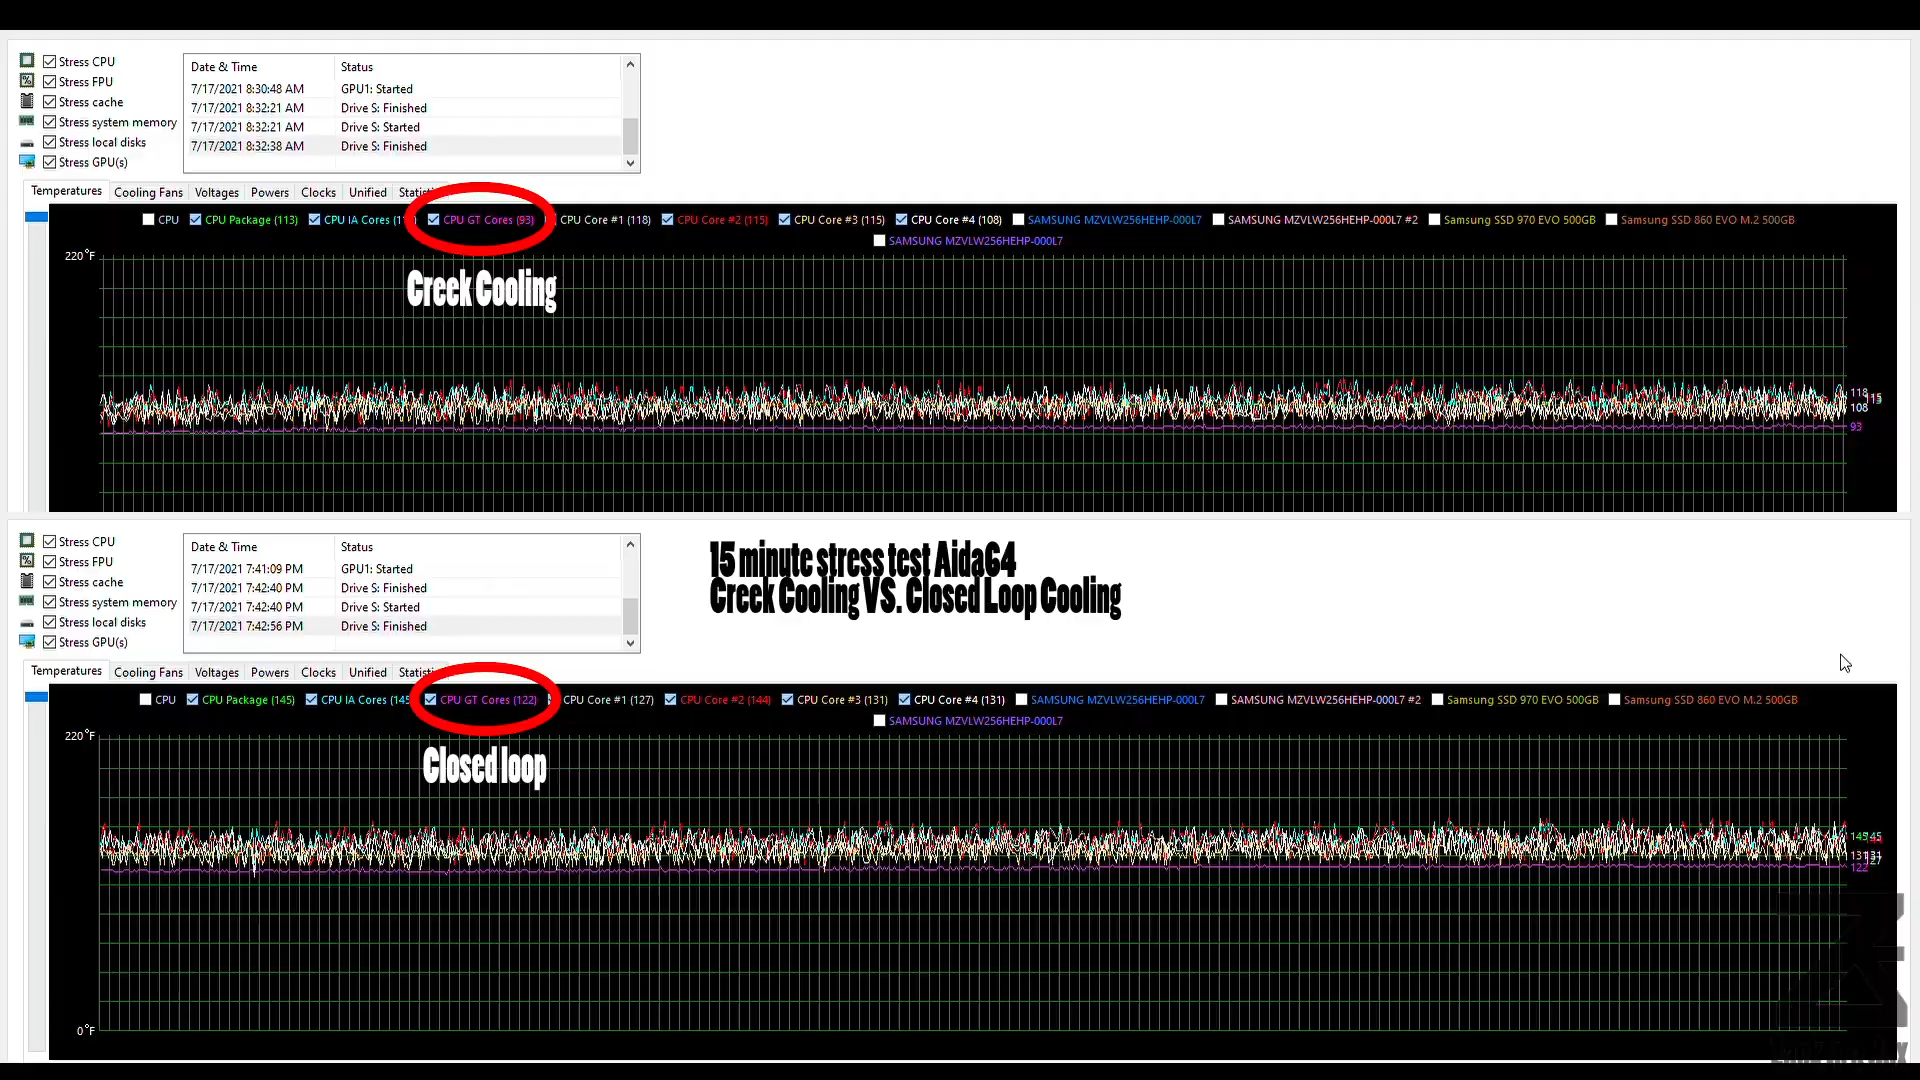 Stress CPU
Stress FPU
Stress cache
Stress system memory
Stress local disks
Stress GPU(s)
Date & Time Status
7/17/2021 8:30:48 AM GPU1: Started
7/17/2021 8:32:21 AM Drive S: Finished
7/17/2021 8:32:21 AM Drive S: Started
7/17/2021 8:32:38 AM Drive S: Finished
Temperatures Cooling Fans Voltages Powers Clocks Unified
CPU CPU Package (113) CPU IA Cores CPU GT Cores (93) CPU Core #1 (118) CPU Core #2 (115) CPU Core #3 (115) CPU Core #4 (108) SAMSUNG MZVLW256HEHP-000L7 SAMSUNG MZVLW256HEHP-000L7 #2 Samsung SSD 970 EVO 500GB Samsung SSD 860 EVO M.2 500GB
SAMSUNG MZVLW256HEHP-000L7
220°F
Creek Cooling
118
108
93
Stress CPU
Stress FPU
Stress cache
Stress system memory
Stress local disks
Stress GPU(s)
Date & Time Status
7/17/2021 7:41:09 PM GPU1: Started
7/17/2021 7:42:40 PM Drive S: Finished
7/17/2021 7:42:40 PM Drive S: Started
7/17/2021 7:42:56 PM Drive S: Finished
15 minute stress test Aida64
Creek Cooling VS. Closed Loop Cooling
Temperatures Cooling Fans Voltages Powers Clocks Unified
CPU CPU Package (145) CPU IA Cores (145 CPU GT Cores (122) CPU Core #1 (127) CPU Core #2 (144) CPU Core #3 (131) CPU Core #4 (131) SAMSUNG MZVLW256HEHP-000L7 SAMSUNG MZVLW256HEHP-000L7 #2 Samsung SSD 970 EVO 500GB Samsung SSD 860 EVO M.2 500GB
SAMSUNG MZVLW256HEHP-000L7
220°F
Closed loop
122
0°F